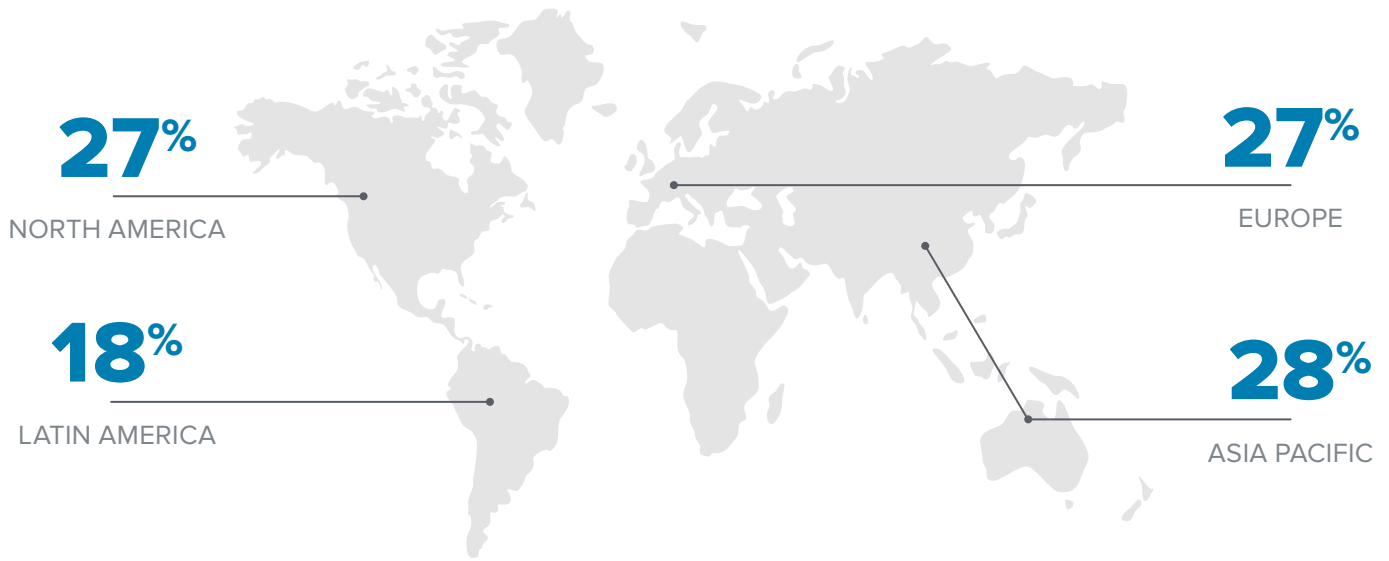 27%
NORTH AMERICA
18%
LATIN AMERICA
27%
EUROPE
28%
ASIA PACIFIC